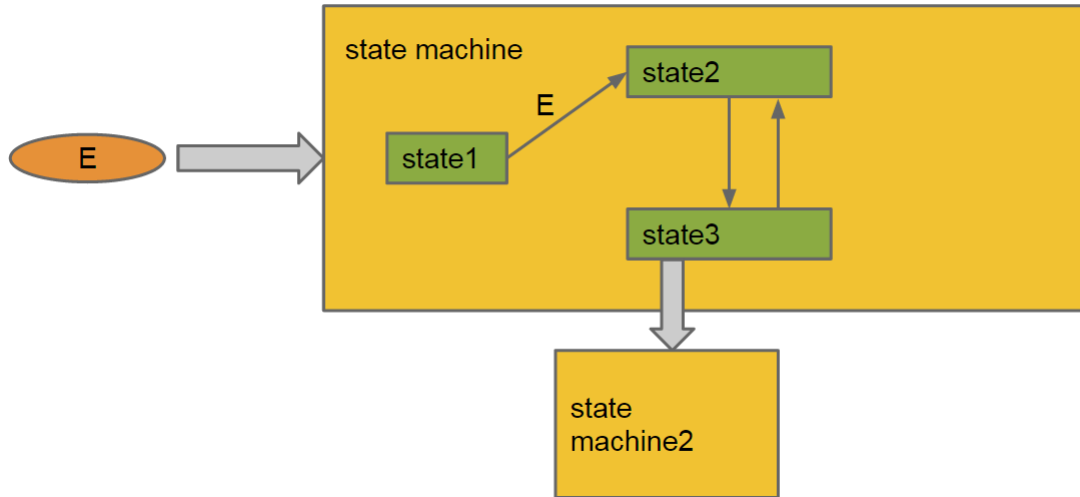 state machine
state2
E
E
state1
state3
state
machine2